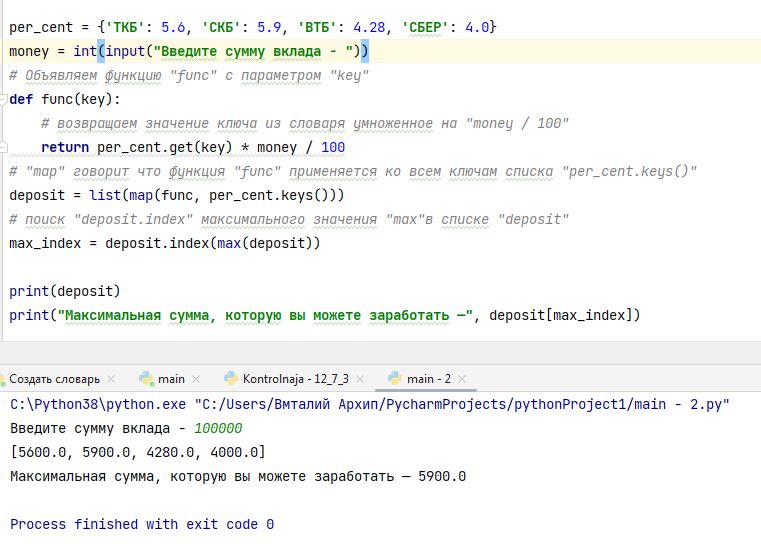 per_cent = {'ТКБ': 5.6, 'СКБ': 5.9, 'ВТБ': 4.28, 'СБЕР': 4.0}
money = int(input("Введите сумму вклада - "))
# Объявляем функцию "func" с параметром "key"
def func(key):
    # возвращаем значение ключа из словаря умноженное на "money / 100"
    return per_cent.get(key) * money / 100
# "map" говорит что функция "func" применяется ко всем ключам списка "per_cent.keys()"
deposit = list(map(func, per_cent.keys()))
# поиск "deposit.index" максимального значения "max"в списке "deposit"
max_index = deposit.index(max(deposit))
print(deposit)
print("Максимальная сумма, которую вы можете заработать —", deposit[max_index])
Создать словарь × main × Kontrolnaja - 12_7_3 × main - 2 ×
C:\Python38\python.exe "C:/Users/Вмталий Архип/PycharmProjects/pythonProject1/main - 2.py"
Введите сумму вклада - 100000
[5600.0, 5900.0, 4280.0, 4000.0]
Максимальная сумма, которую вы можете заработать — 5900.0
Process finished with exit code 0